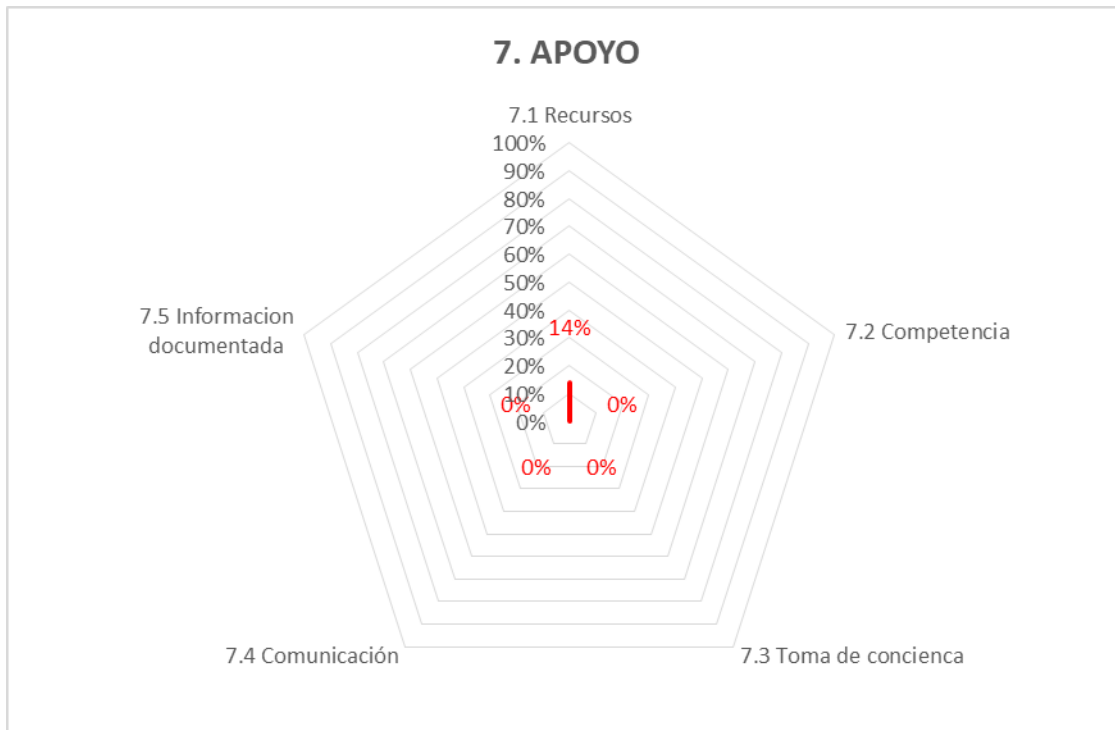 7. APOYO
7.1 Recursos
100%
90%
80%
70%
60%
50%
40%
30%
20%
10%
0%
14%
0%
0%
0%
0%
7.2 Competencia
7.3 Toma de concienca
7.4 Comunicación
7.5 Informacion
documentada